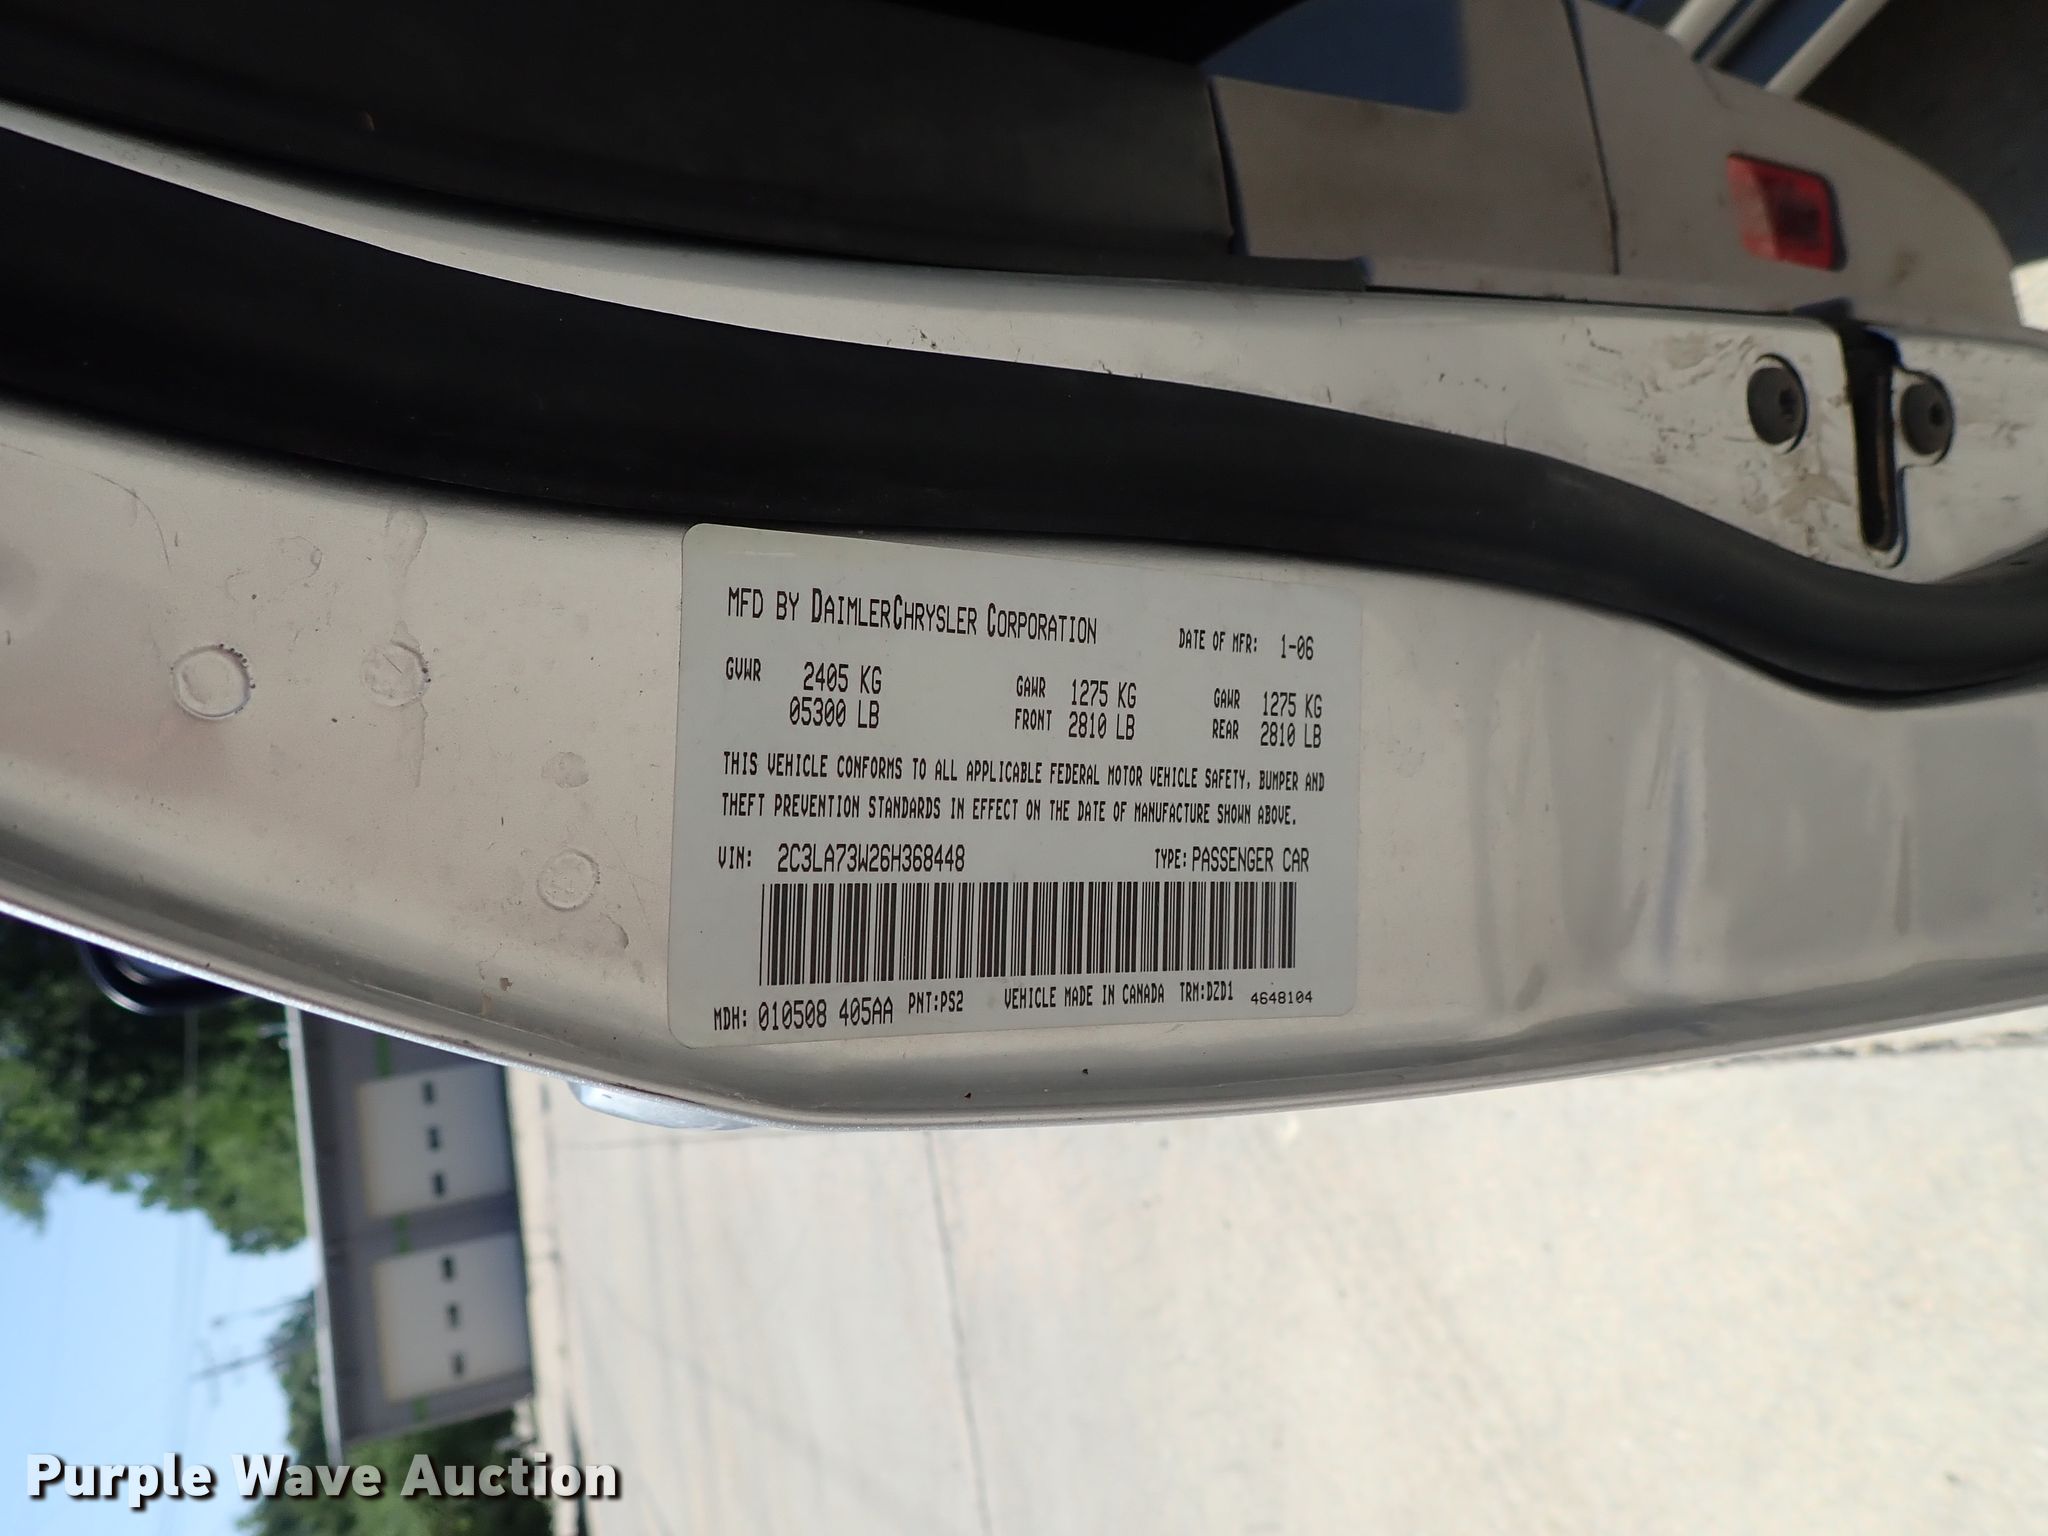 MFD BY DAIMLERCHRYSLER CORPORATION DATE OF MFR: 1-06
GVWR 2405 KG GAWR 1275 KG GAWR 1275 KG
05300 LB FRONT 2810 LB REAR 2810 LB
THIS VEHICLE CONFORMS TO ALL APPLICABLE FEDERAL MOTOR VEHICLE SAFETY, BUMPER AND
THEFT PREVENTION STANDARDS IN EFFECT ON THE DATE OF MANUFACTURE SHOWN ABOVE.
VIN: 2C3LA73W26H368448 TYPE: PASSENGER CAR
MDH: 010508 405AA PNT:PS2 VEHICLE MADE IN CANADA TRM:DZD1 4648104
Purple Wave Auction